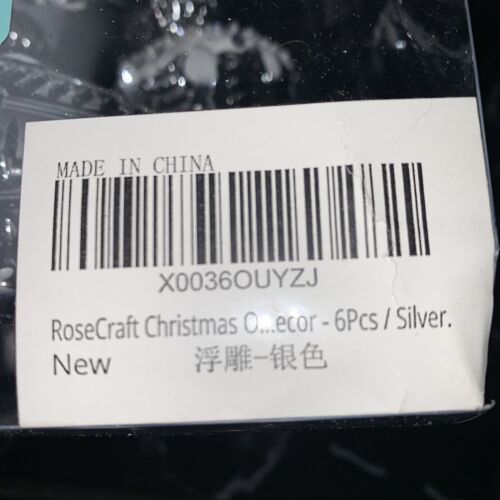 MADE IN CHINA
X0036OUYZJ
RoseCraft Christmas O...ecor - 6Pcs / Silver.
New 浮雕-银色